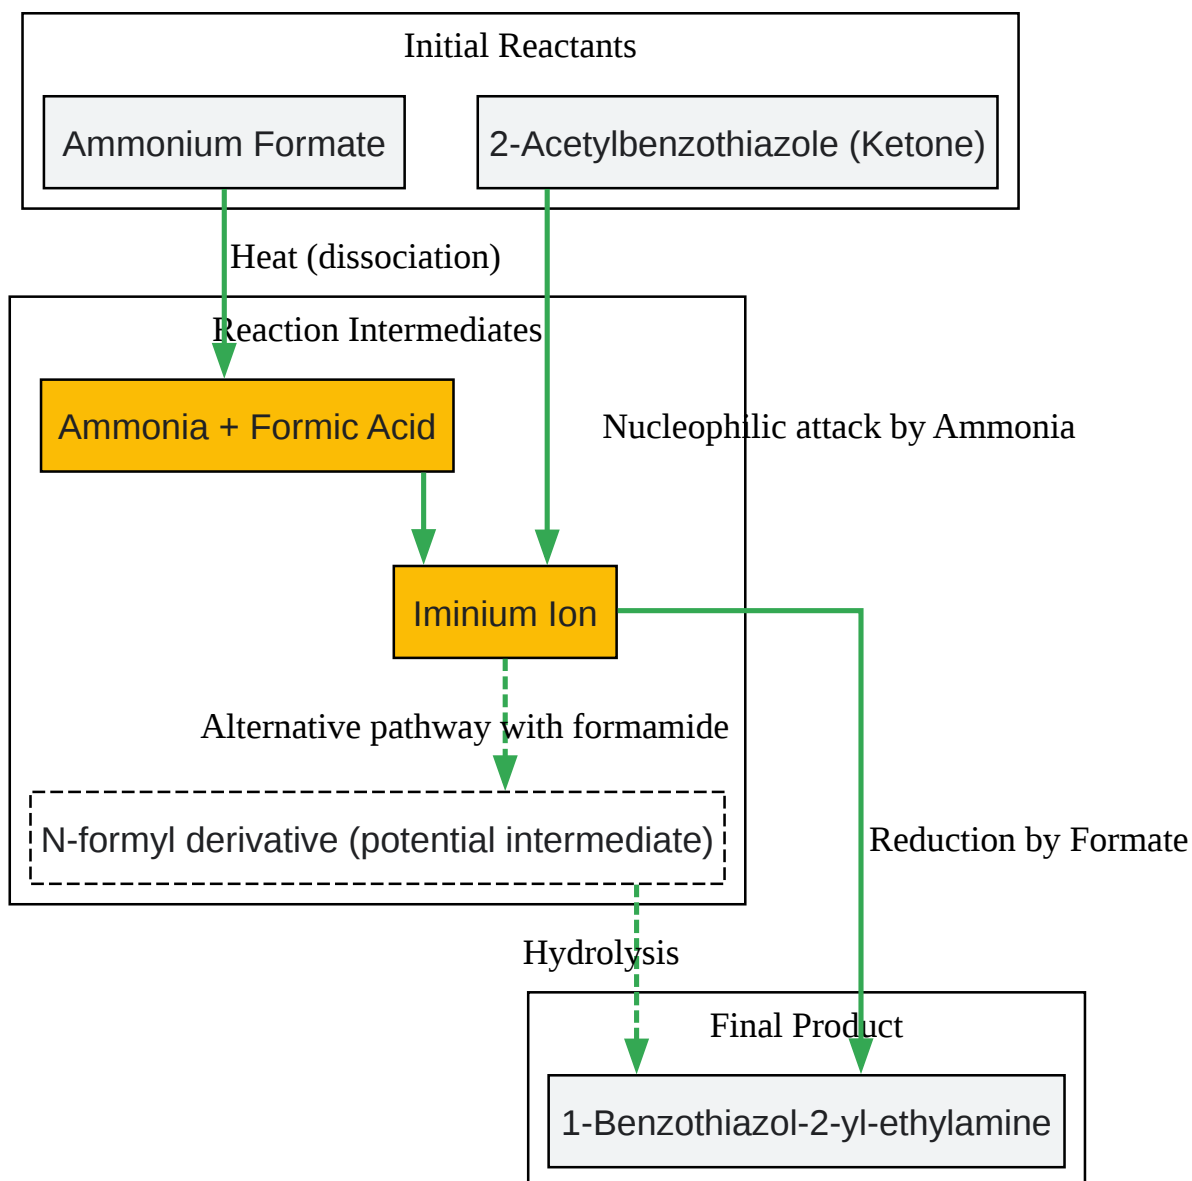 Initial Reactants
Ammonium Formate
2-Acetylbenzothiazole (Ketone)
Heat (dissociation)
Reaction Intermediates
Ammonia + Formic Acid
Nucleophilic attack by Ammonia
Iminium Ion
Alternative pathway with formamide
N-formyl derivative (potential intermediate)
Reduction by Formate
Hydrolysis
Final Product
1-Benzothiazol-2-yl-ethylamine